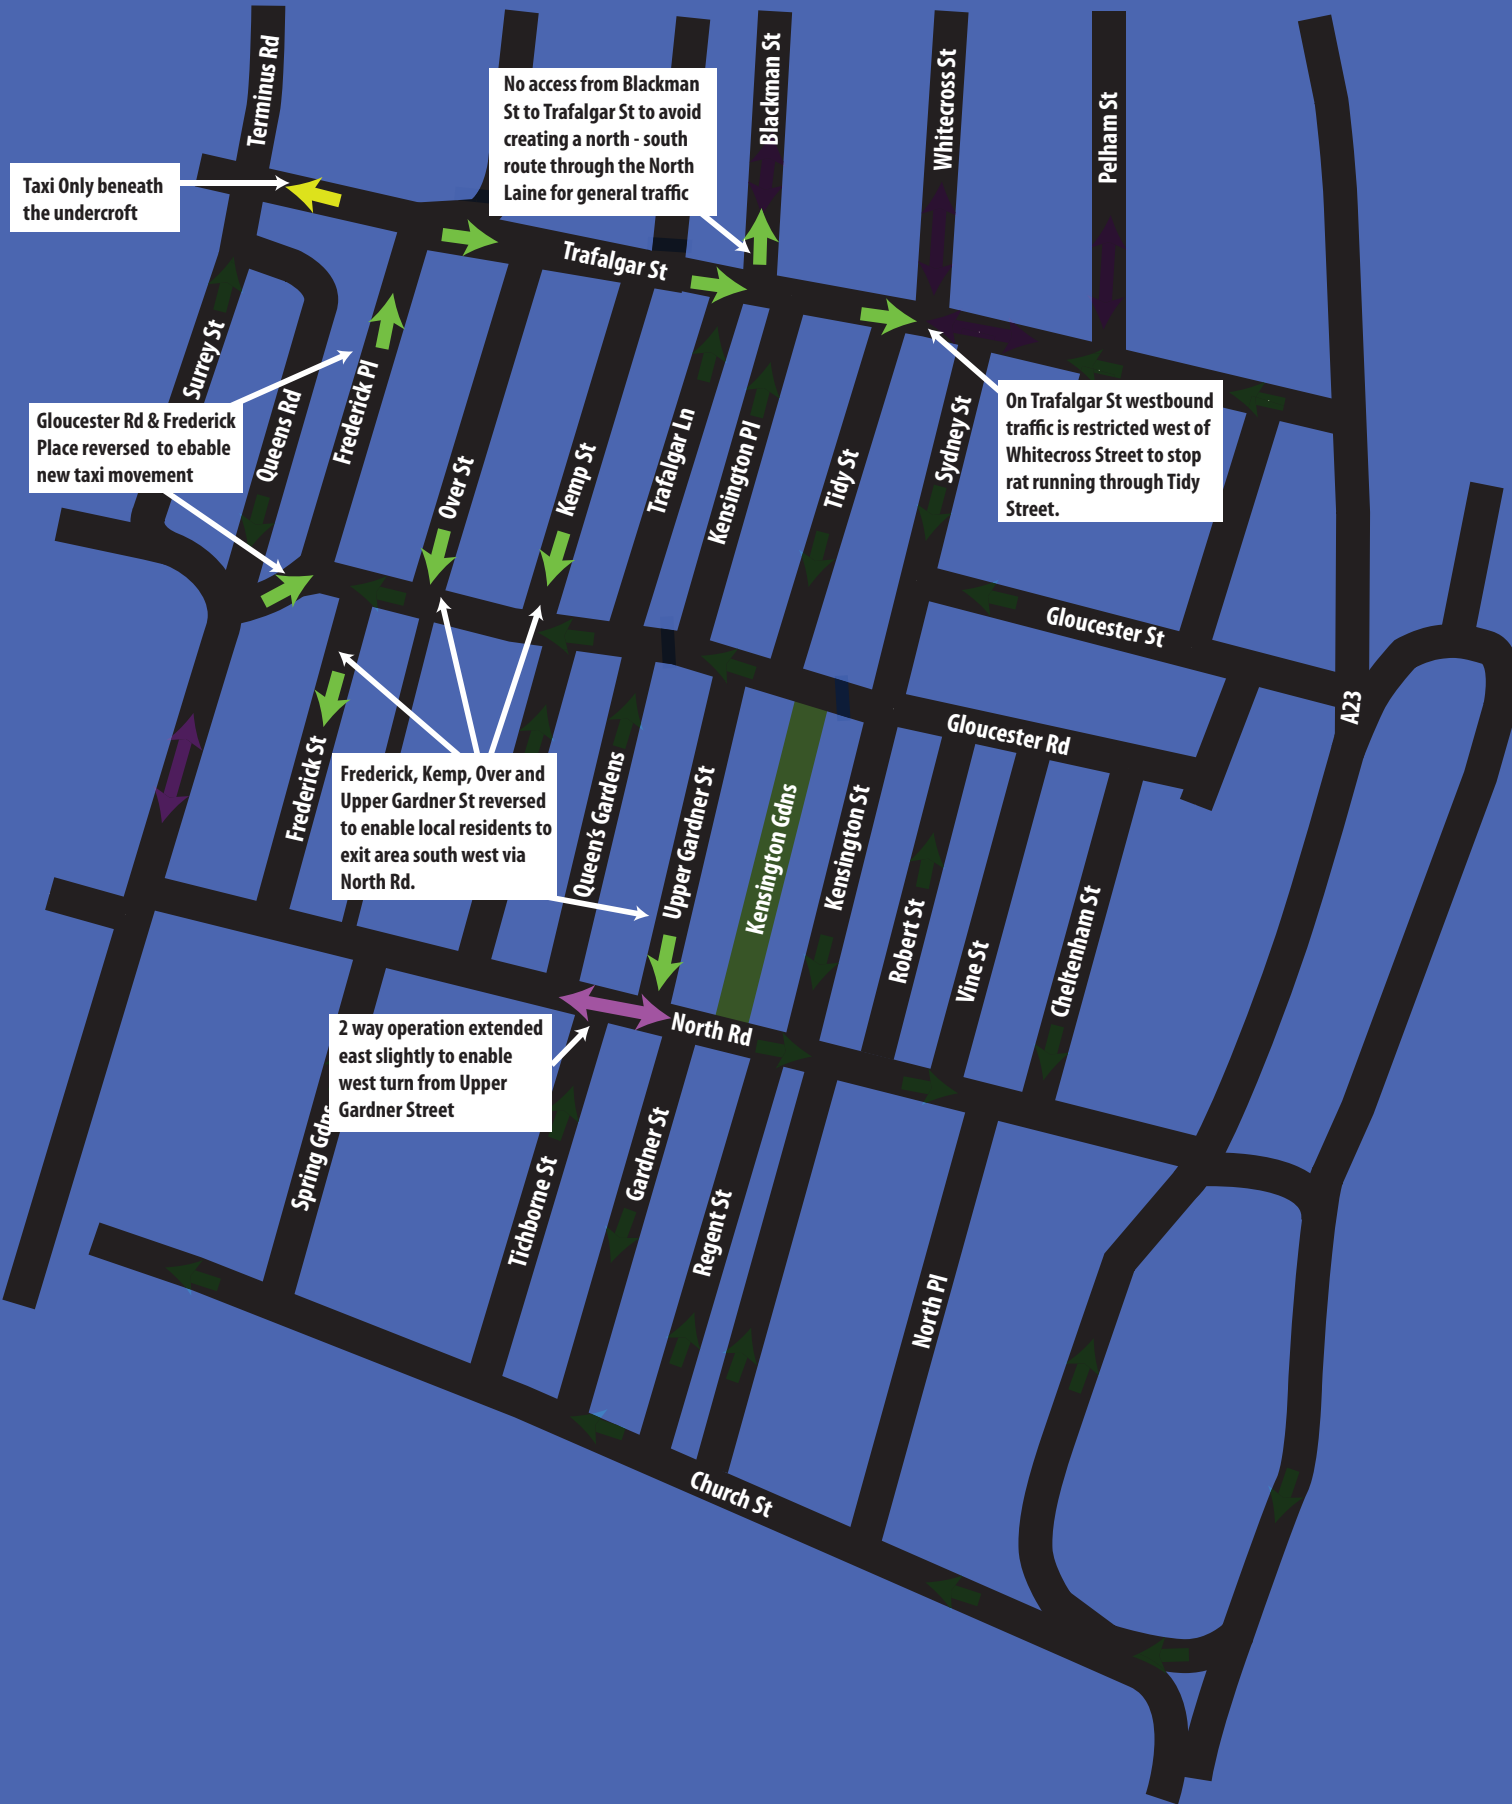 Terminus Rd
No access from Blackman
St to Trafalgar St to avoid
creating a north - south
route through the North
Laine for general traffic
Blackman St
Whitecross St
Pelham St
Taxi Only beneath
the undercroft
Trafalgar St
Surrey St
Queens Rd
Frederick Pl
Gloucester Rd & Frederick
Place reversed to ebable
new taxi movement
Over St
Kemp St
Trafalgar Ln
Kensington Pl
Tidy St
Sydney St
On Trafalgar St westbound
traffic is restricted west of
Whitecross Street to stop
rat running through Tidy
Street.
Gloucester St
A23
Gloucester Rd
Frederick St
Frederick, Kemp, Over and
Upper Gardner St reversed
to enable local residents to
exit area south west via
North Rd.
Queen's Gardens
Upper Gardner St
Kensington Gdns
Kensington St
Robert St
Vine St
Cheltenham St
North Rd
2 way operation extended
east slightly to enable
west turn from Upper
Gardner Street
Spring Gdns
Tichborne St
Gardner St
Regent St
North Pl
Church St